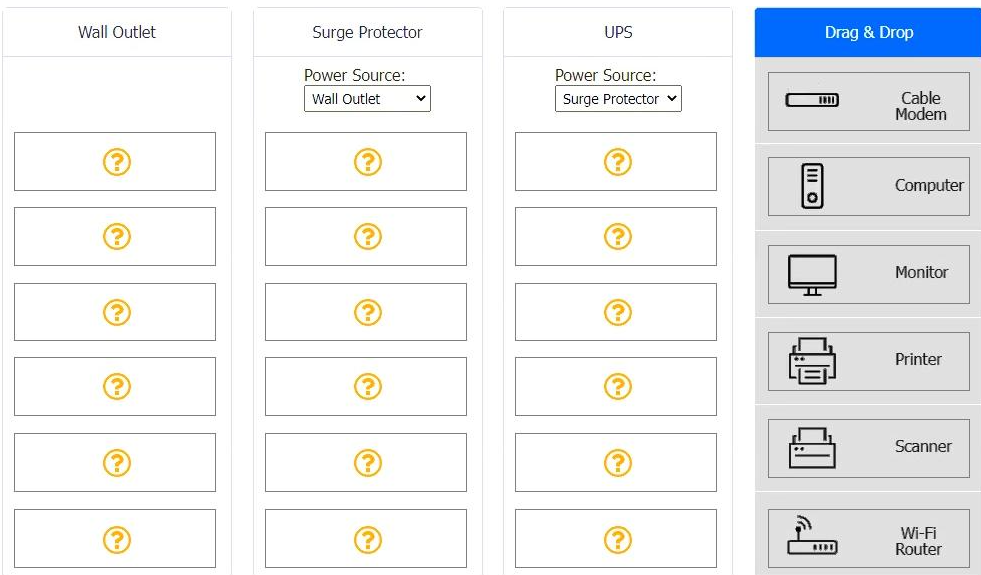 Wall Outlet
Surge Protector
UPS
Drag & Drop
Power Source:
Wall Outlet
Power Source:
Surge Protector
Cable
Modem
Computer
Monitor
Printer
Scanner
Wi-Fi
Router
? ? ?
? ? ?
? ? ?
? ? ?
? ? ?
? ? ?